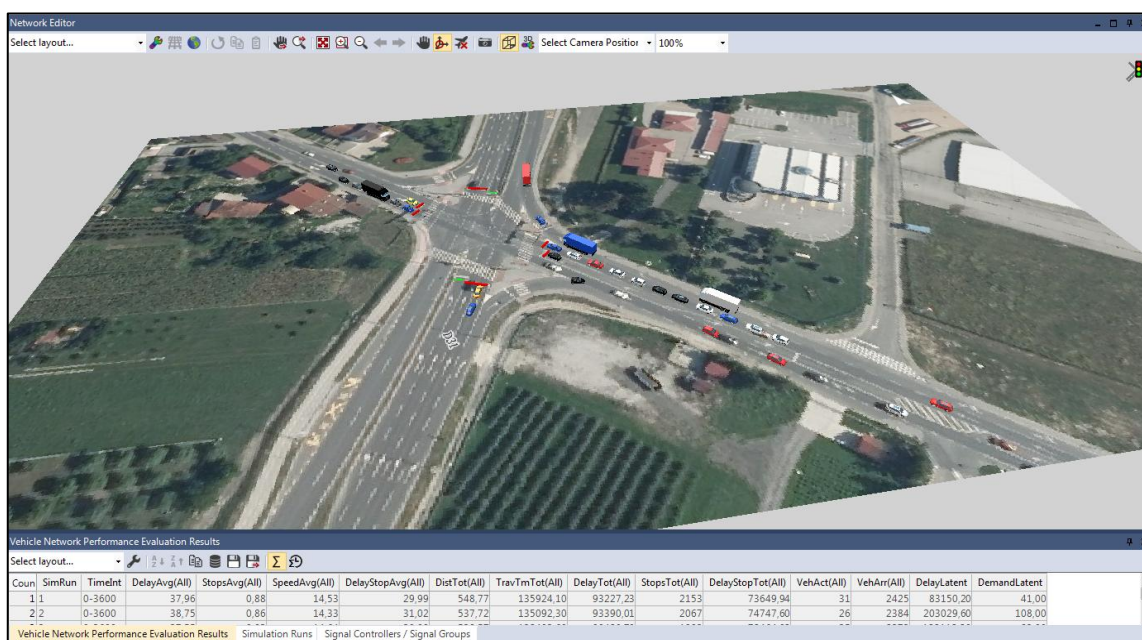 Network Editor
Select layout... 3D Select Camera Position 100%
D31
Vehicle Network Performance Evaluation Results
Select layout...
Coun SimRun TimeInt DelayAvg(All) StopsAvg(All) SpeedAvg(All) DelayStopAvg(All) DistTot(All) TravTmTot(All) DelayTot(All) StopsTot(All) DelayStopTot(All) VehAct(All) VehArr(All) DelayLatent DemandLatent
1 1 0-3600 37,96 0,88 14,53 29,99 548,77 135924,10 93227,23 2153 73649,94 31 2425 83150,20 41,00
2 2 0-3600 38,75 0,86 14,33 31,02 537,72 135092,30 93390,01 2067 74747,60 26 2384 203029,60 108,00
Vehicle Network Performance Evaluation Results Simulation Runs Signal Controllers / Signal Groups